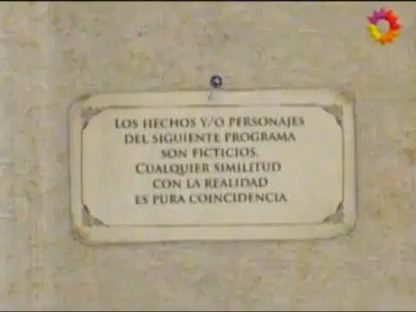 LOS HECHOS Y/O PERSONAJES
DEL SIGUIENTE PROGRAMA
SON FICTICIOS.
CUALQUIER SIMILITUD
CON LA REALIDAD
ES PURA COINCIDENCIA